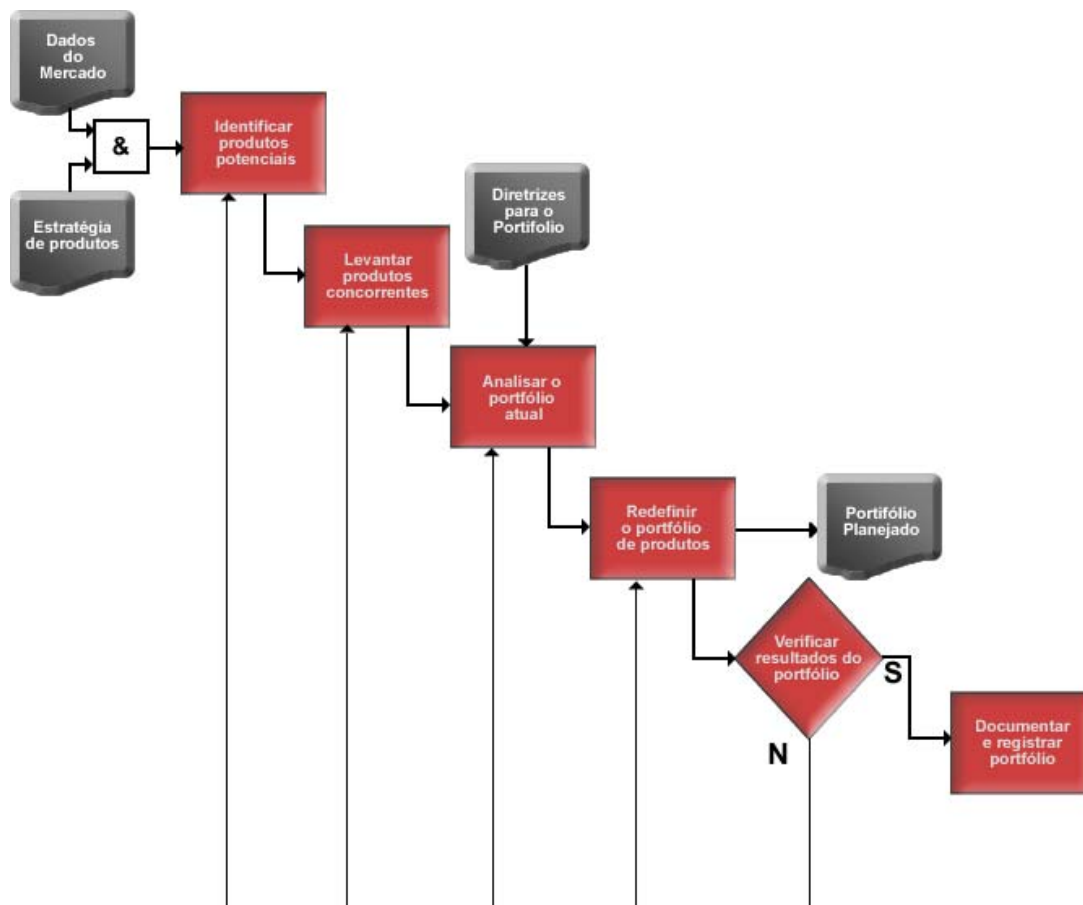 Dados
do
Mercado
&
Identificar
produtos
potenciais
Estratégia
de produtos
Diretrizes
para o
Portifolio
Levantar
produtos
concorrentes
Analisar o
portfólio
atual
Redefinir
o portfólio
de produtos
Portifólio
Planejado
Verificar
resultados do
portfólio
S
N
Documentar
e registrar
portfólio